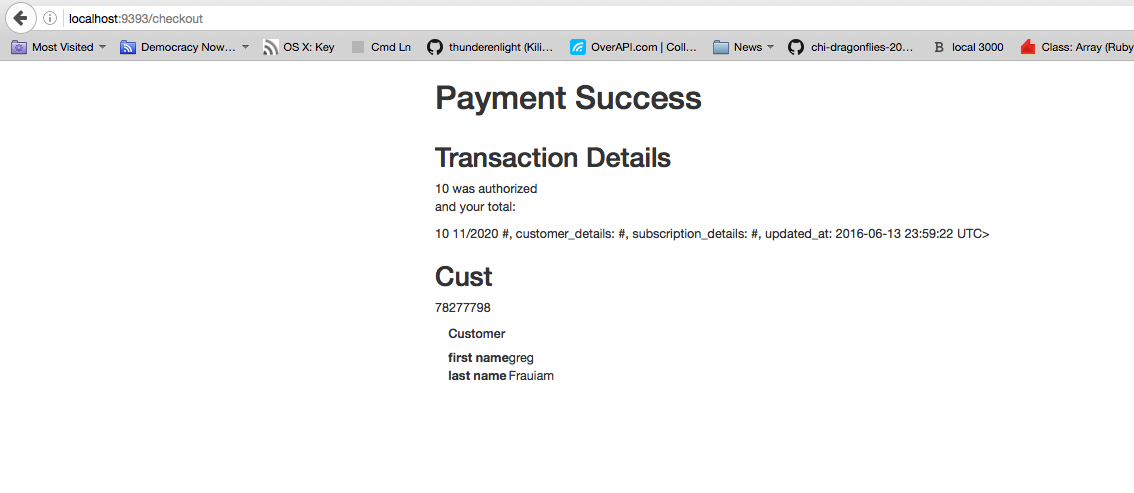 localhost:9393/checkout
Most Visited Democracy Now… OS X: Key Cmd Ln thunderenlight (Kili… OverAPI.com | Coll… News chi-dragonflies-20… local 3000 Class: Array (Ruby
Payment Success
Transaction Details
10 was authorized
and your total:
10 11/2020 #, customer_details: #, subscription_details: #, updated_at: 2016-06-13 23:59:22 UTC>
Cust
78277798
Customer
first namegreg
last name Frauiam